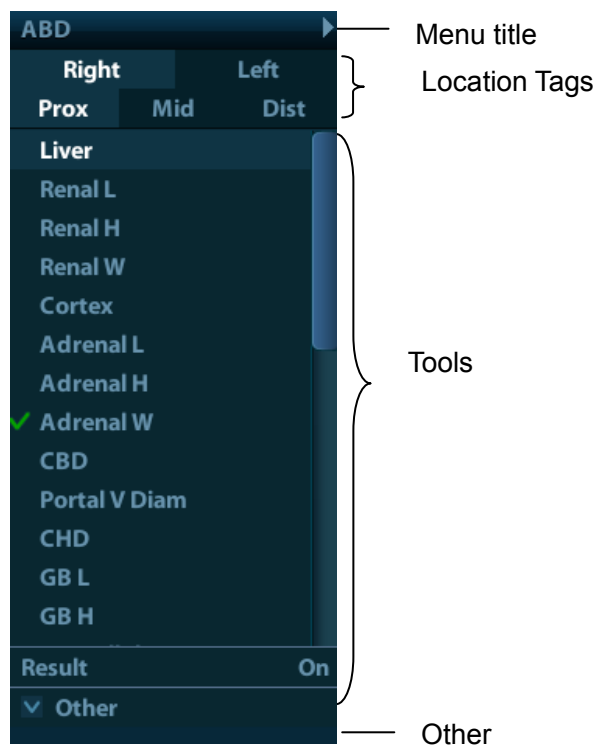 ABD
Menu title
Right Left
Location Tags
Prox Mid Dist
Liver
Renal L
Renal H
Renal W
Cortex
Adrenal L
Tools
Adrenal H
Adrenal W
CBD
Portal V Diam
CHD
GB L
GB H
Result On
Other
Other